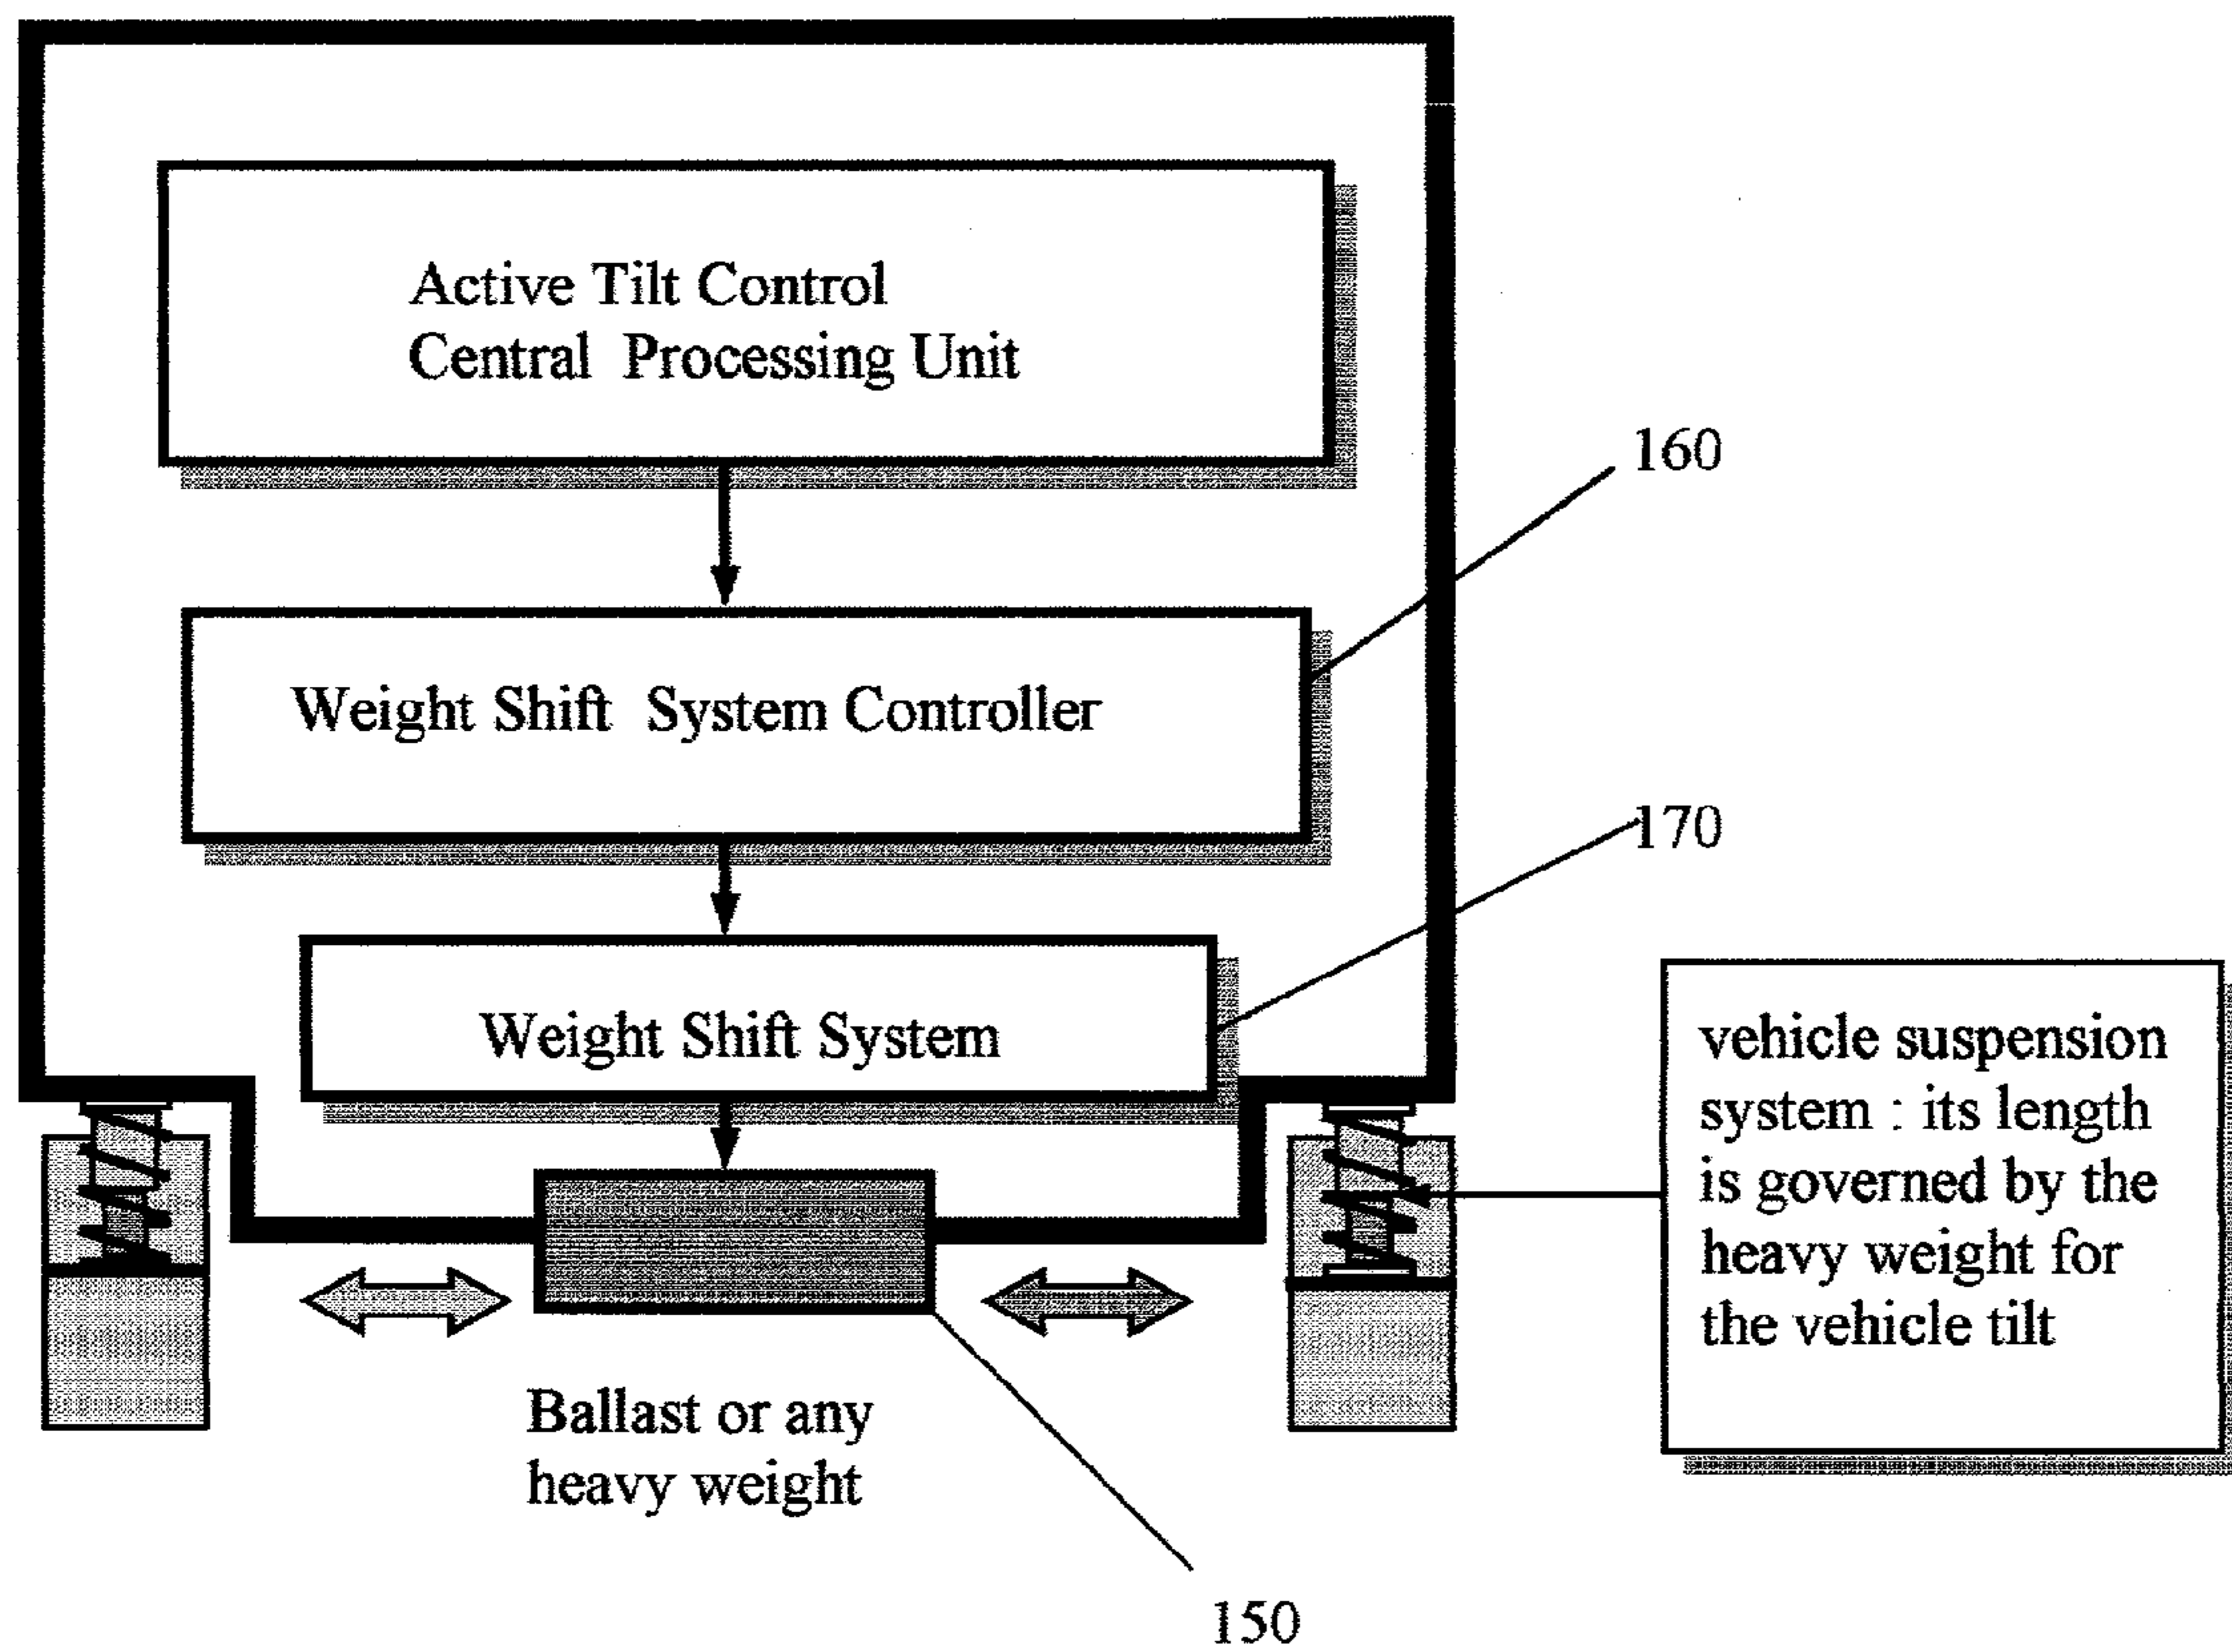 Active Tilt Control
Central Processing Unit
160
Weight Shift System Controller
170
Weight Shift System
vehicle suspension
system : its length
is governed by the
heavy weight for
the vehicle tilt
Ballast or any
heavy weight
150